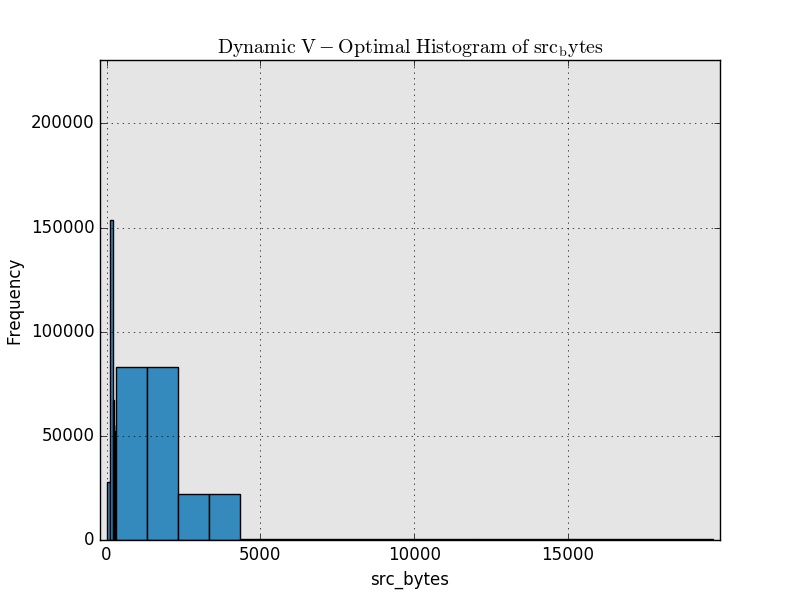 Dynamic V − Optimal Histogram of src_bytes
200000
150000
100000
50000
0
Frequency
0 5000 10000 15000
src_bytes